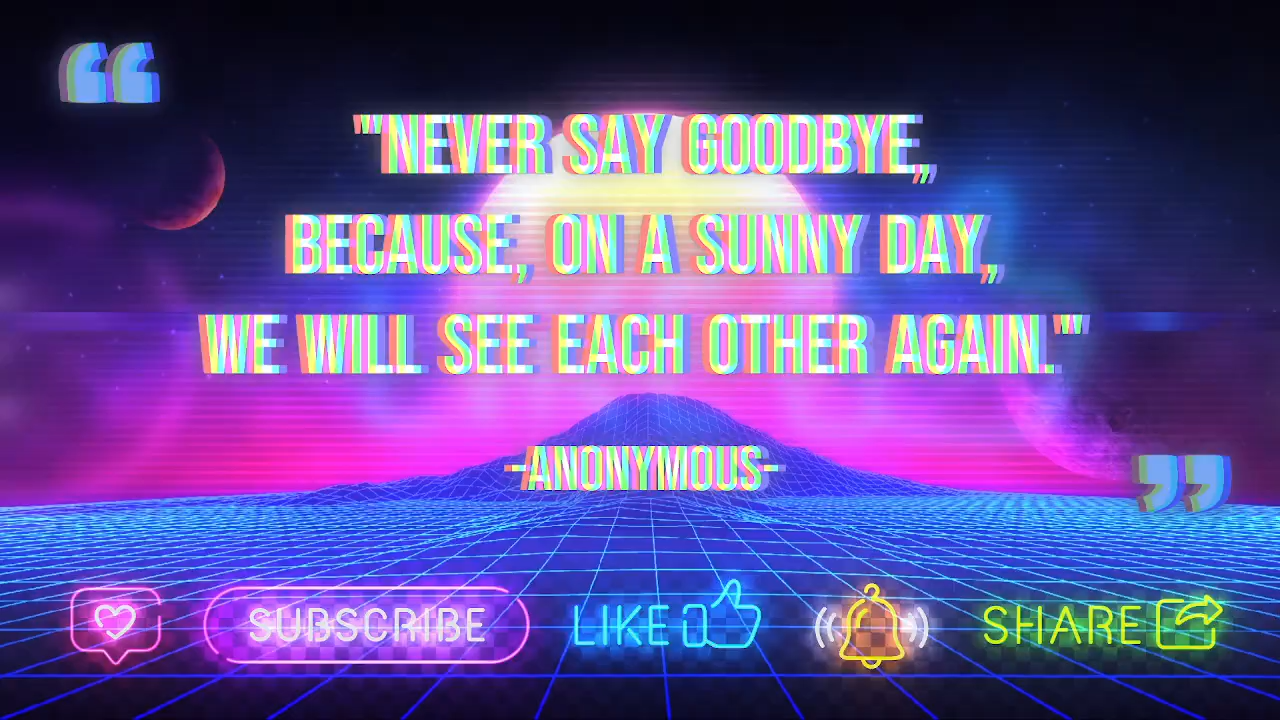 "NEVER SAY GOODBYE,
BECAUSE, ON A SUNNY DAY,
WE WILL SEE EACH OTHER AGAIN."
-ANONYMOUS-
SUBSCRIBE LIKE SHARE